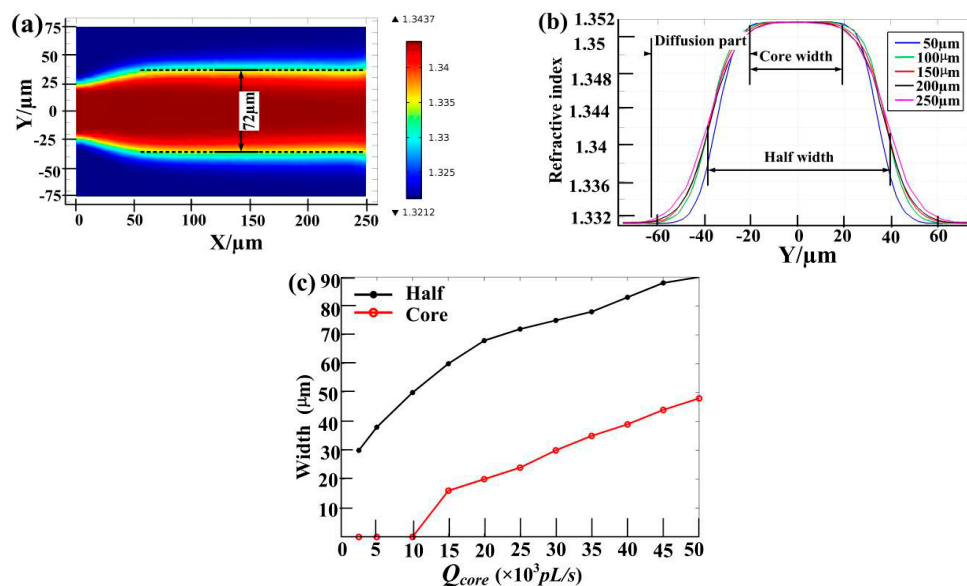 (a)
75
50
25
0
-25
-50
-75
Y/μm
0
50
100
150
200
250
X/μm
72μm
▲ 1.3437
1.34
1.335
1.33
1.325
▼ 1.3212
(b)
1.352
1.35
1.348
1.344
1.34
1.336
1.332
Refractive index
Diffusion part
Core width
Half width
50μm
100μm
150μm
200μm
250μm
-60
-40
-20
0
20
40
60
Y/μm
(c)
90
80
70
60
50
40
30
20
10
Width (μm)
Half
Core
0
5
10
15
20
25
30
35
40
45
50
Qcore (×10³pL/s)